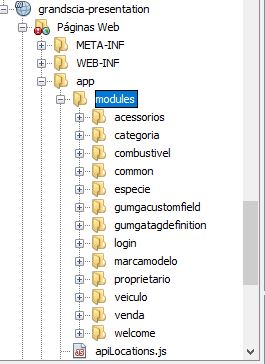 grandscia-presentation
Páginas Web
META-INF
WEB-INF
app
modules
acessorios
categoria
combustivel
common
especie
gumgacustomfield
gumgatagdefinition
login
marcamodelo
proprietario
veiculo
venda
welcome
apiLocations.js